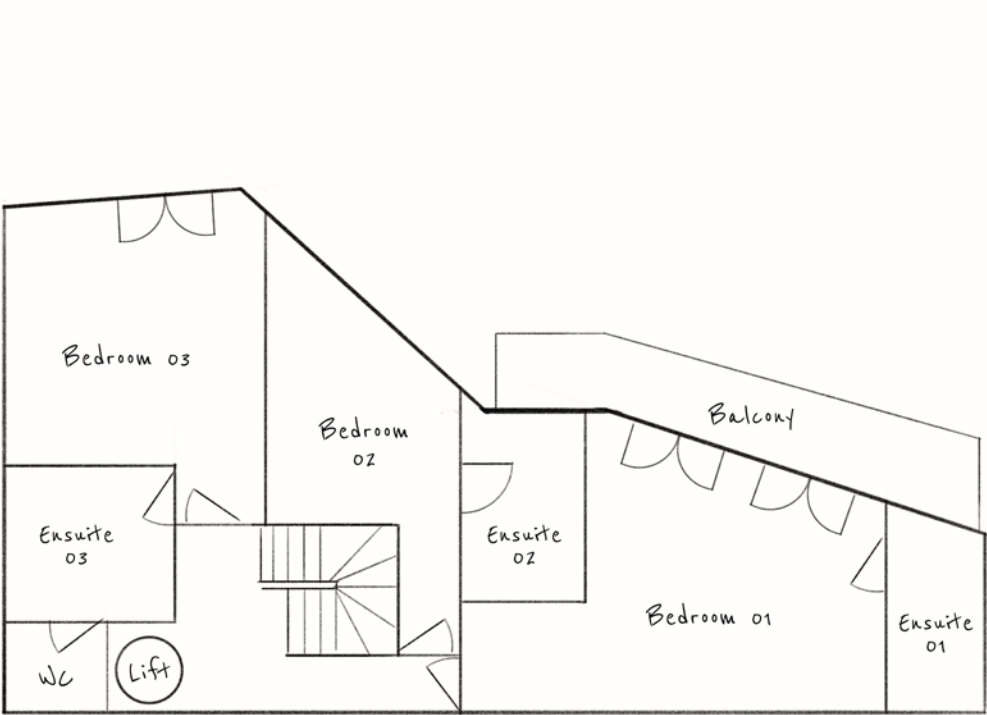 Bedroom 03
Bedroom
02
Balcony
Ensuite
03
Ensuite
02
Bedroom 01
Ensuite
01
WC
Lift